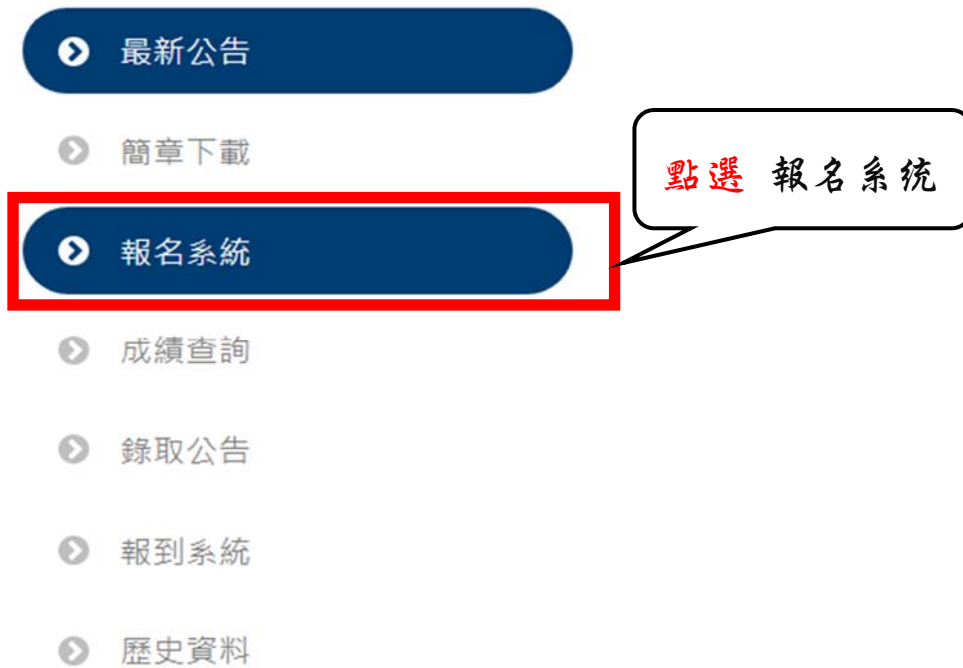 最新公告
簡章下載
點選 報名系統
報名系統
成績查詢
錄取公告
報到系統
歷史資料